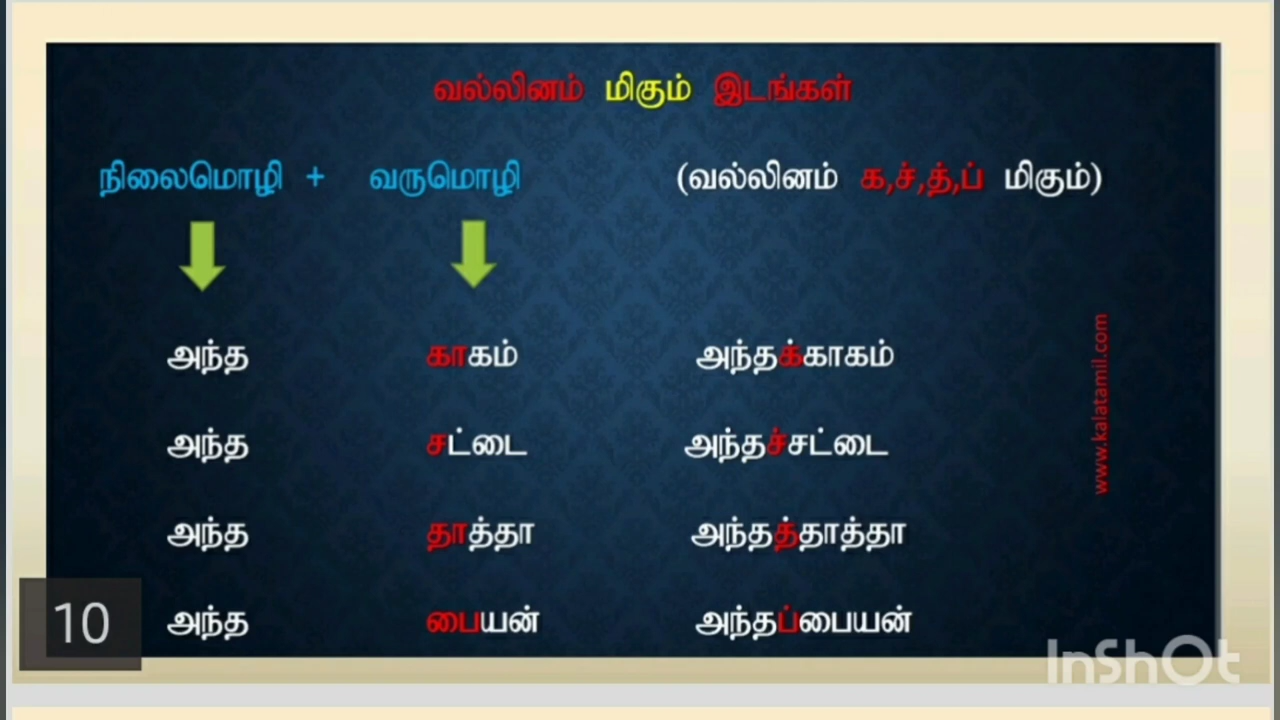 வல்லினம் மிகும் இடங்கள்
நிலைமொழி + வருமொழி (வல்லினம் க,ச்,த்,ப் மிகும்)
அந்த காகம் அந்தக்காகம்
அந்த சட்டை அந்தச்சட்டை
அந்த தாத்தா அந்தத்தாத்தா
அந்த பையன் அந்தப்பையன்
www.kalatamil.com
10
InShOt